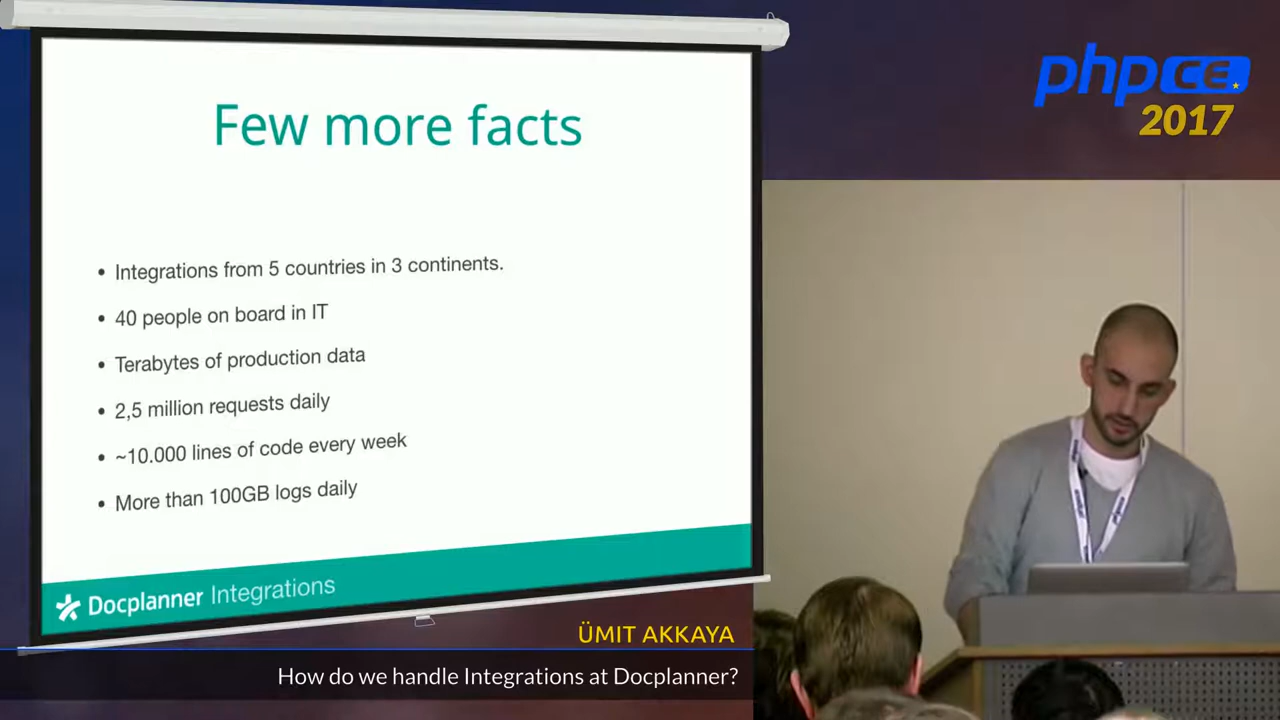 Few more facts
• Integrations from 5 countries in 3 continents.
• 40 people on board in IT
• Terabytes of production data
• 2,5 million requests daily
• ~10.000 lines of code every week
• More than 100GB logs daily
Docplanner Integrations
phpCE
2017
ÜMIT AKKAYA
How do we handle Integrations at Docplanner?